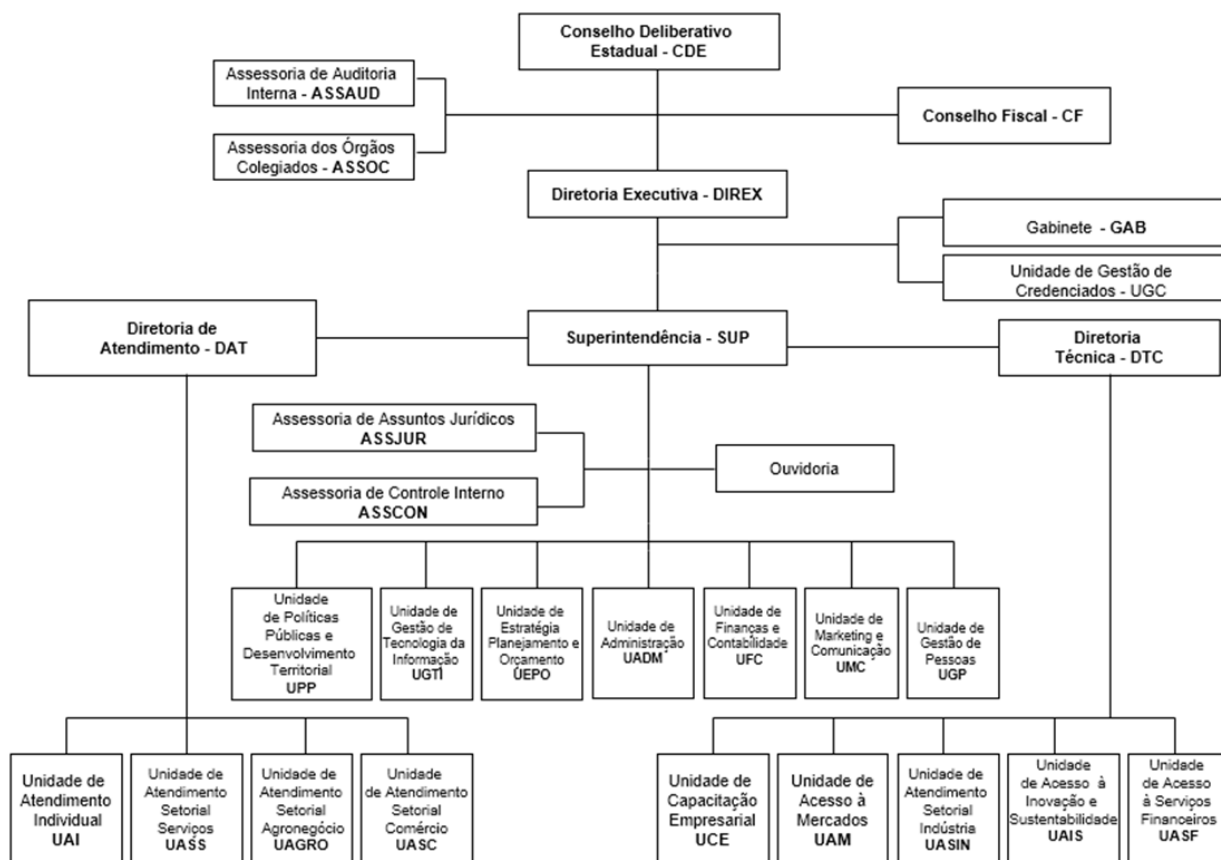 Conselho Deliberativo
Estadual - CDE
Assessoria de Auditoria
Interna - ASSAUD
Conselho Fiscal - CF
Assessoria dos Órgãos
Colegiados - ASSOC
Diretoria Executiva - DIREX
Gabinete - GAB
Unidade de Gestão de
Credenciados - UGC
Diretoria de
Atendimento - DAT
Superintendência - SUP
Diretoria
Técnica - DTC
Assessoria de Assuntos Jurídicos
ASSJUR
Ouvidoria
Assessoria de Controle Interno
ASSCON
Unidade
de Políticas
Públicas e
Desenvolvimento
Territorial
UPP
Unidade de
Gestão de
Tecnologia da
Informação
UGTI
Unidade de
Estratégia
Planejamento e
Orçamento
UEPO
Unidade de
Administração
UADM
Unidade de
Finanças e
Contabilidade
UFC
Unidade de
Marketing e
Comunicação
UMC
Unidade de
Gestão de
Pessoas
UGP
Unidade de
Atendimento
Individual
UAI
Unidade de
Atendimento
Setorial
Serviços
UASS
Unidade de
Atendimento
Setorial
Agronegócio
UAGRO
Unidade
de Atendimento
Setorial
Comércio
UASC
Unidade de
Capacitação
Empresarial
UCE
Unidade de
Acesso à
Mercados
UAM
Unidade de
Atendimento
Setorial
Indústria
UASIN
Unidade
de Acesso à
Inovação e
Sustentabilidade
UAIS
Unidade
de Acesso
à Serviços
Financeiros
UASF